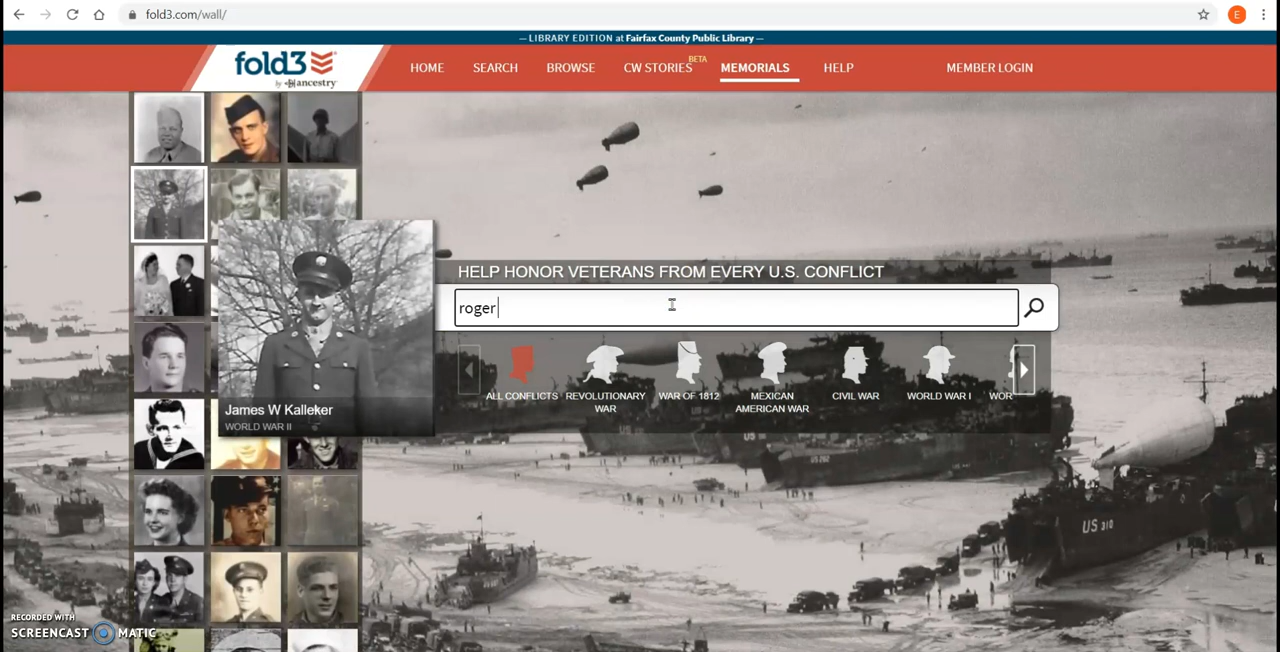 fold3.com/wall/
E
— LIBRARY EDITION at Fairfax County Public Library —
fold3
by ancestry
HOME
SEARCH
BROWSE
CW STORIES BETA
MEMORIALS
HELP
MEMBER LOGIN
HELP HONOR VETERANS FROM EVERY U.S. CONFLICT
roger
ALL CONFLICTS
REVOLUTIONARY
WAR
WAR OF 1812
MEXICAN
AMERICAN WAR
CIVIL WAR
WORLD WAR I
WOR
James W Kalleker
WORLD WAR II
US 262
US 310
RECORDED WITH
SCREENCAST MATIC